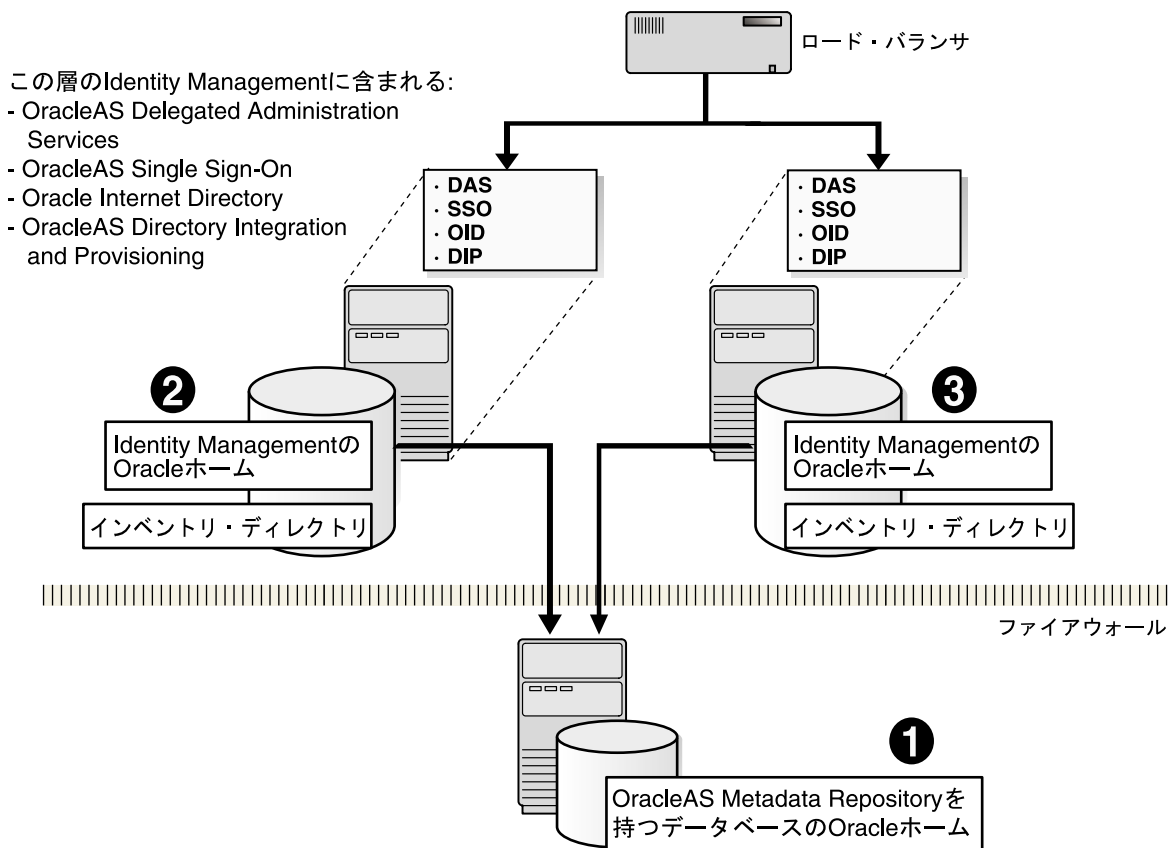 ロード・バランサ
この層のIdentity Managementに含まれる:
- OracleAS Delegated Administration
Services
- OracleAS Single Sign-On
- Oracle Internet Directory
- OracleAS Directory Integration
and Provisioning
· DAS
· SSO
· OID
· DIP
· DAS
· SSO
· OID
· DIP
2
Identity Managementの
Oracleホーム
インベントリ・ディレクトリ
3
Identity Managementの
Oracleホーム
インベントリ・ディレクトリ
ファイアウォール
1
OracleAS Metadata Repositoryを
持つデータベースのOracleホーム